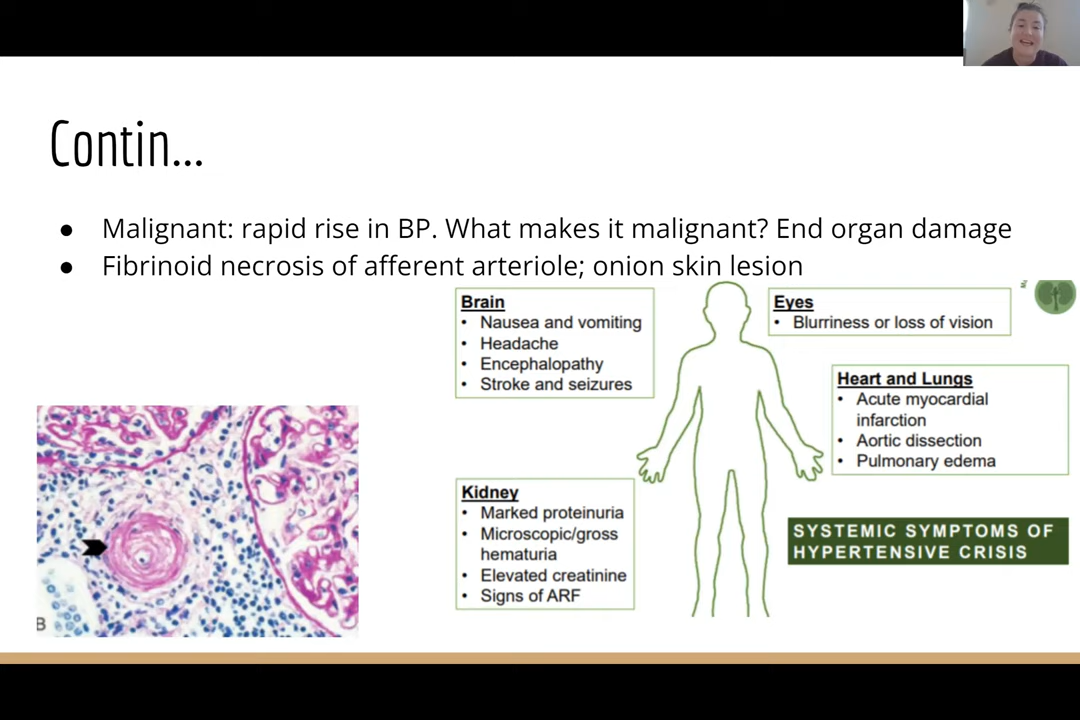 Contin...
● Malignant: rapid rise in BP. What makes it malignant? End organ damage
● Fibrinoid necrosis of afferent arteriole; onion skin lesion
Brain
• Nausea and vomiting
• Headache
• Encephalopathy
• Stroke and seizures
Eyes
• Blurriness or loss of vision
Heart and Lungs
• Acute myocardial
infarction
• Aortic dissection
• Pulmonary edema
Kidney
• Marked proteinuria
• Microscopic/gross
hematuria
• Elevated creatinine
• Signs of ARF
SYSTEMIC SYMPTOMS OF
HYPERTENSIVE CRISIS
B